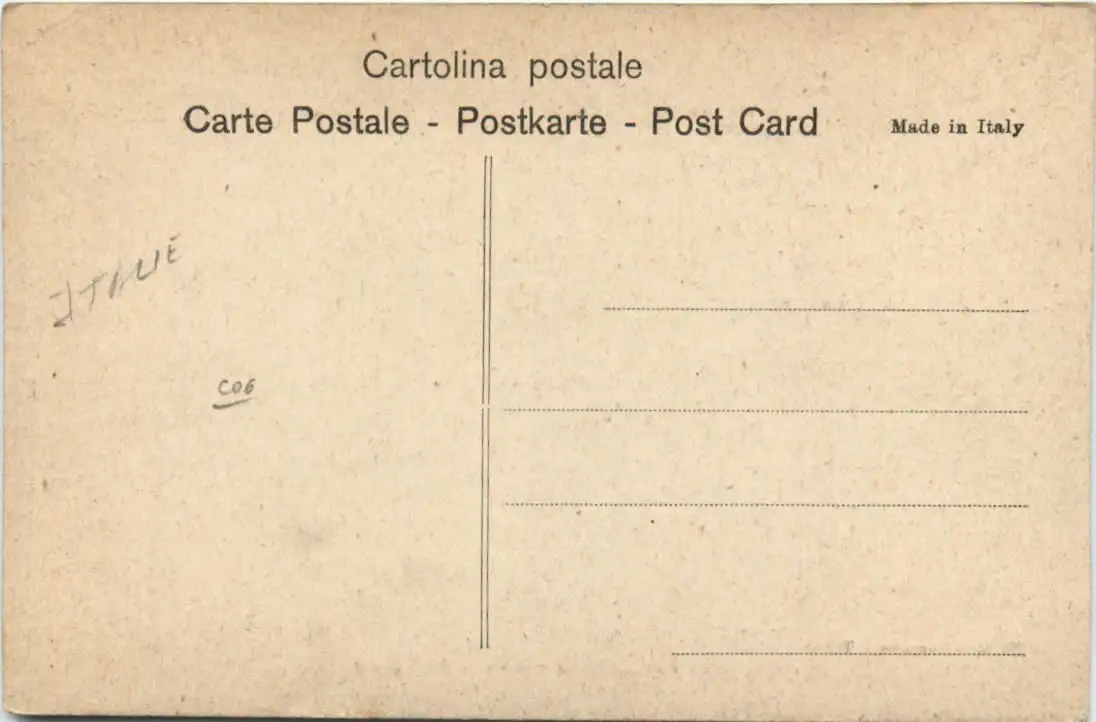 Cartolina postale
Carte Postale - Postkarte - Post Card
Made in Italy
ITALIE
C06